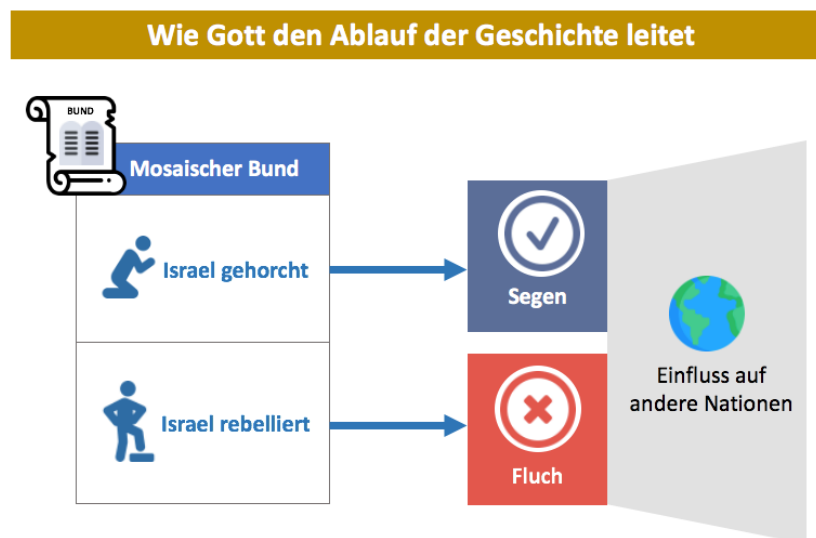 Wie Gott den Ablauf der Geschichte leitet
BUND
Mosaischer Bund
Israel gehorcht
Segen
Israel rebelliert
Fluch
Einfluss auf
andere Nationen